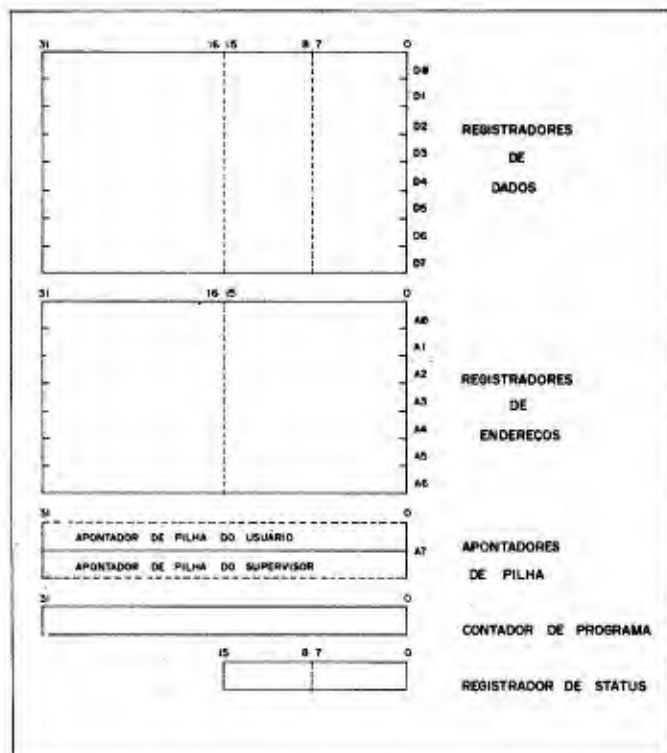 31 16 15 8 7 0
D0
D1
D2
D3
D4
D5
D6
D7
REGISTRADORES
DE
DADOS
31 16 15 0
A0
A1
A2
A3
A4
A5
A6
REGISTRADORES
DE
ENDERECOS
31 0
APONTADOR DE PILHA DO USUÁRIO
APONTADOR DE PILHA DO SUPERVISOR
A7
APONTADORES
DE PILHA
31 0
CONTADOR DE PROGRAMA
15 8 7 0
REGISTRADOR DE STATUS